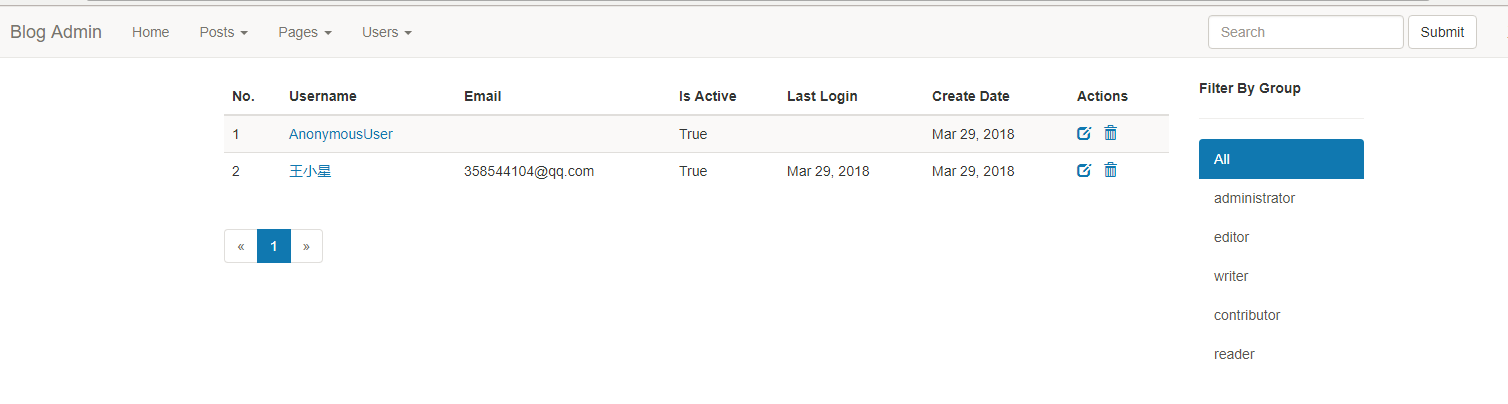 Blog Admin Home Posts Pages Users Search Submit
No. Username Email Is Active Last Login Create Date Actions
1 AnonymousUser True Mar 29, 2018
2 王小星 358544104@qq.com True Mar 29, 2018 Mar 29, 2018
« 1 »
Filter By Group
All
administrator
editor
writer
contributor
reader